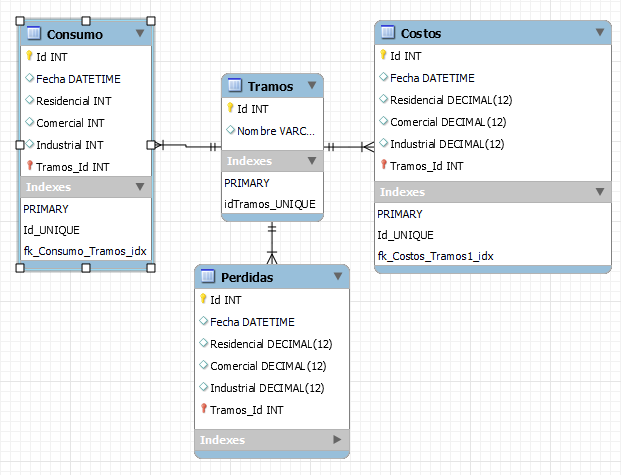 Consumo
Id INT
Fecha DATETIME
Residencial INT
Comercial INT
Industrial INT
Tramos_Id INT
Indexes
PRIMARY
Id_UNIQUE
fk_Consumo_Tramos_idx
Tramos
Id INT
Nombre VARC...
Indexes
PRIMARY
idTramos_UNIQUE
Costos
Id INT
Fecha DATETIME
Residencial DECIMAL(12)
Comercial DECIMAL(12)
Industrial DECIMAL(12)
Tramos_Id INT
Indexes
PRIMARY
Id_UNIQUE
fk_Costos_Tramos1_idx
Perdidas
Id INT
Fecha DATETIME
Residencial DECIMAL(12)
Comercial DECIMAL(12)
Industrial DECIMAL(12)
Tramos_Id INT
Indexes